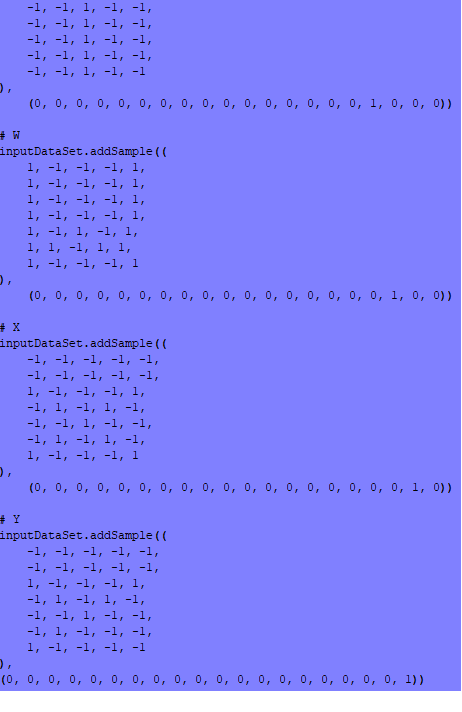 -1, -1, 1, -1, -1,
-1, -1, 1, -1, -1,
-1, -1, 1, -1, -1,
-1, -1, 1, -1, -1,
-1, -1, 1, -1, -1
),
(0, 0, 0, 0, 0, 0, 0, 0, 0, 0, 0, 0, 0, 0, 0, 0, 1, 0, 0, 0))
# W
inputDataSet.addSample((
1, -1, -1, -1, 1,
1, -1, -1, -1, 1,
1, -1, -1, -1, 1,
1, -1, -1, -1, 1,
1, -1, 1, -1, 1,
1, 1, -1, 1, 1,
1, -1, -1, -1, 1
),
(0, 0, 0, 0, 0, 0, 0, 0, 0, 0, 0, 0, 0, 0, 0, 0, 0, 1, 0, 0))
# X
inputDataSet.addSample((
-1, -1, -1, -1, -1,
-1, -1, -1, -1, -1,
1, -1, -1, -1, 1,
-1, 1, -1, 1, -1,
-1, -1, 1, -1, -1,
-1, 1, -1, 1, -1,
1, -1, -1, -1, 1
),
(0, 0, 0, 0, 0, 0, 0, 0, 0, 0, 0, 0, 0, 0, 0, 0, 0, 0, 1, 0))
# Y
inputDataSet.addSample((
-1, -1, -1, -1, -1,
-1, -1, -1, -1, -1,
1, -1, -1, -1, 1,
-1, 1, -1, 1, -1,
-1, -1, 1, -1, -1,
-1, 1, -1, -1, -1,
1, -1, -1, -1, -1
),
(0, 0, 0, 0, 0, 0, 0, 0, 0, 0, 0, 0, 0, 0, 0, 0, 0, 0, 0, 1))